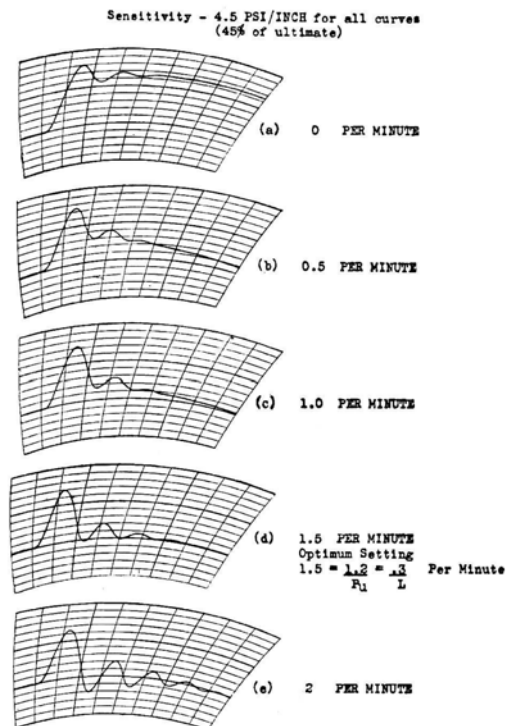 Sensitivity - 4.5 PSI/INCH for all curves
(45% of ultimate)
(a) 0 PER MINUTE
(b) 0.5 PER MINUTE
(c) 1.0 PER MINUTE
(d) 1.5 PER MINUTE
Optimum Setting
1.5 = 1.2 = .3 Per Minute
Pu L
(e) 2 PER MINUTE